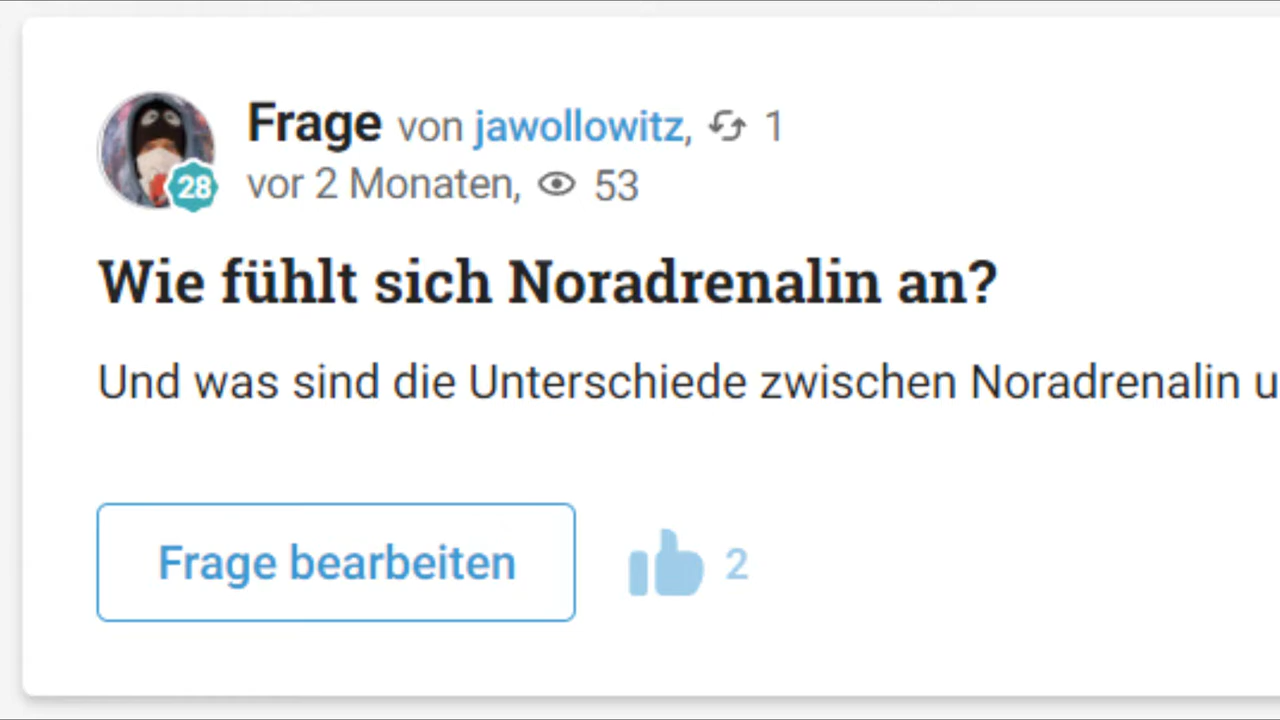 Frage von jawollowitz, 1
28
vor 2 Monaten, 53
Wie fühlt sich Noradrenalin an?
Und was sind die Unterschiede zwischen Noradrenalin
Frage bearbeiten
2